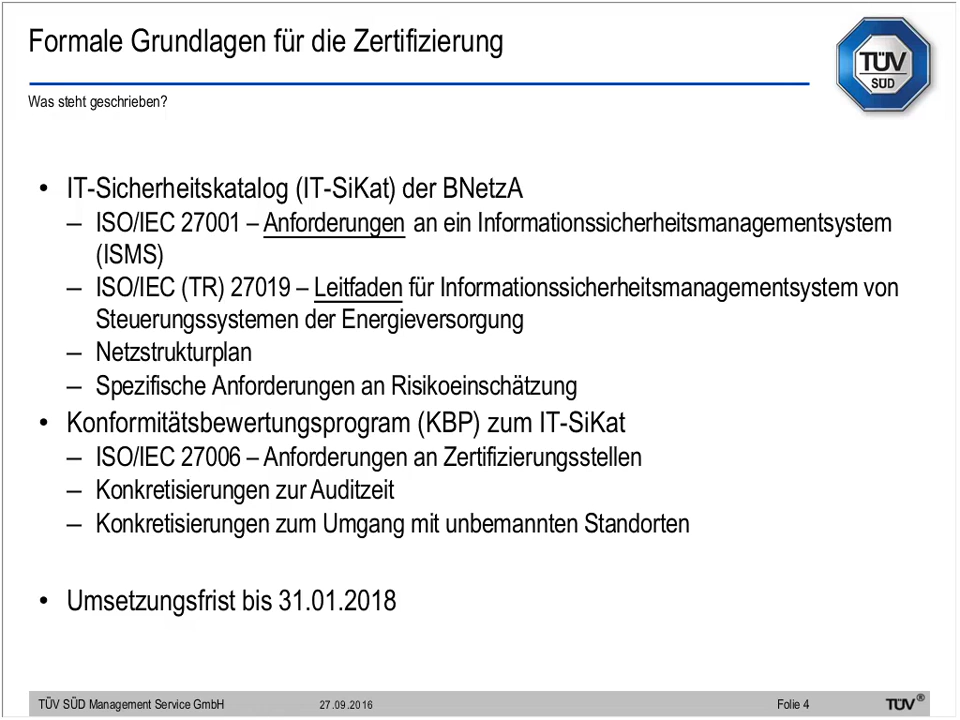 Formale Grundlagen für die Zertifizierung
TÜV
SÜD
Was steht geschrieben?
• IT-Sicherheitskatalog (IT-SiKat) der BNetzA
– ISO/IEC 27001 – Anforderungen an ein Informationssicherheitsmanagementsystem
(ISMS)
– ISO/IEC (TR) 27019 – Leitfaden für Informationssicherheitsmanagementsystem von
Steuerungssystemen der Energieversorgung
– Netzstrukturplan
– Spezifische Anforderungen an Risikoeinschätzung
• Konformitätsbewertungsprogram (KBP) zum IT-SiKat
– ISO/IEC 27006 – Anforderungen an Zertifizierungsstellen
– Konkretisierungen zur Auditzeit
– Konkretisierungen zum Umgang mit unbemannten Standorten
• Umsetzungsfrist bis 31.01.2018
TÜV SÜD Management Service GmbH 27.09.2016 Folie 4 TÜV®